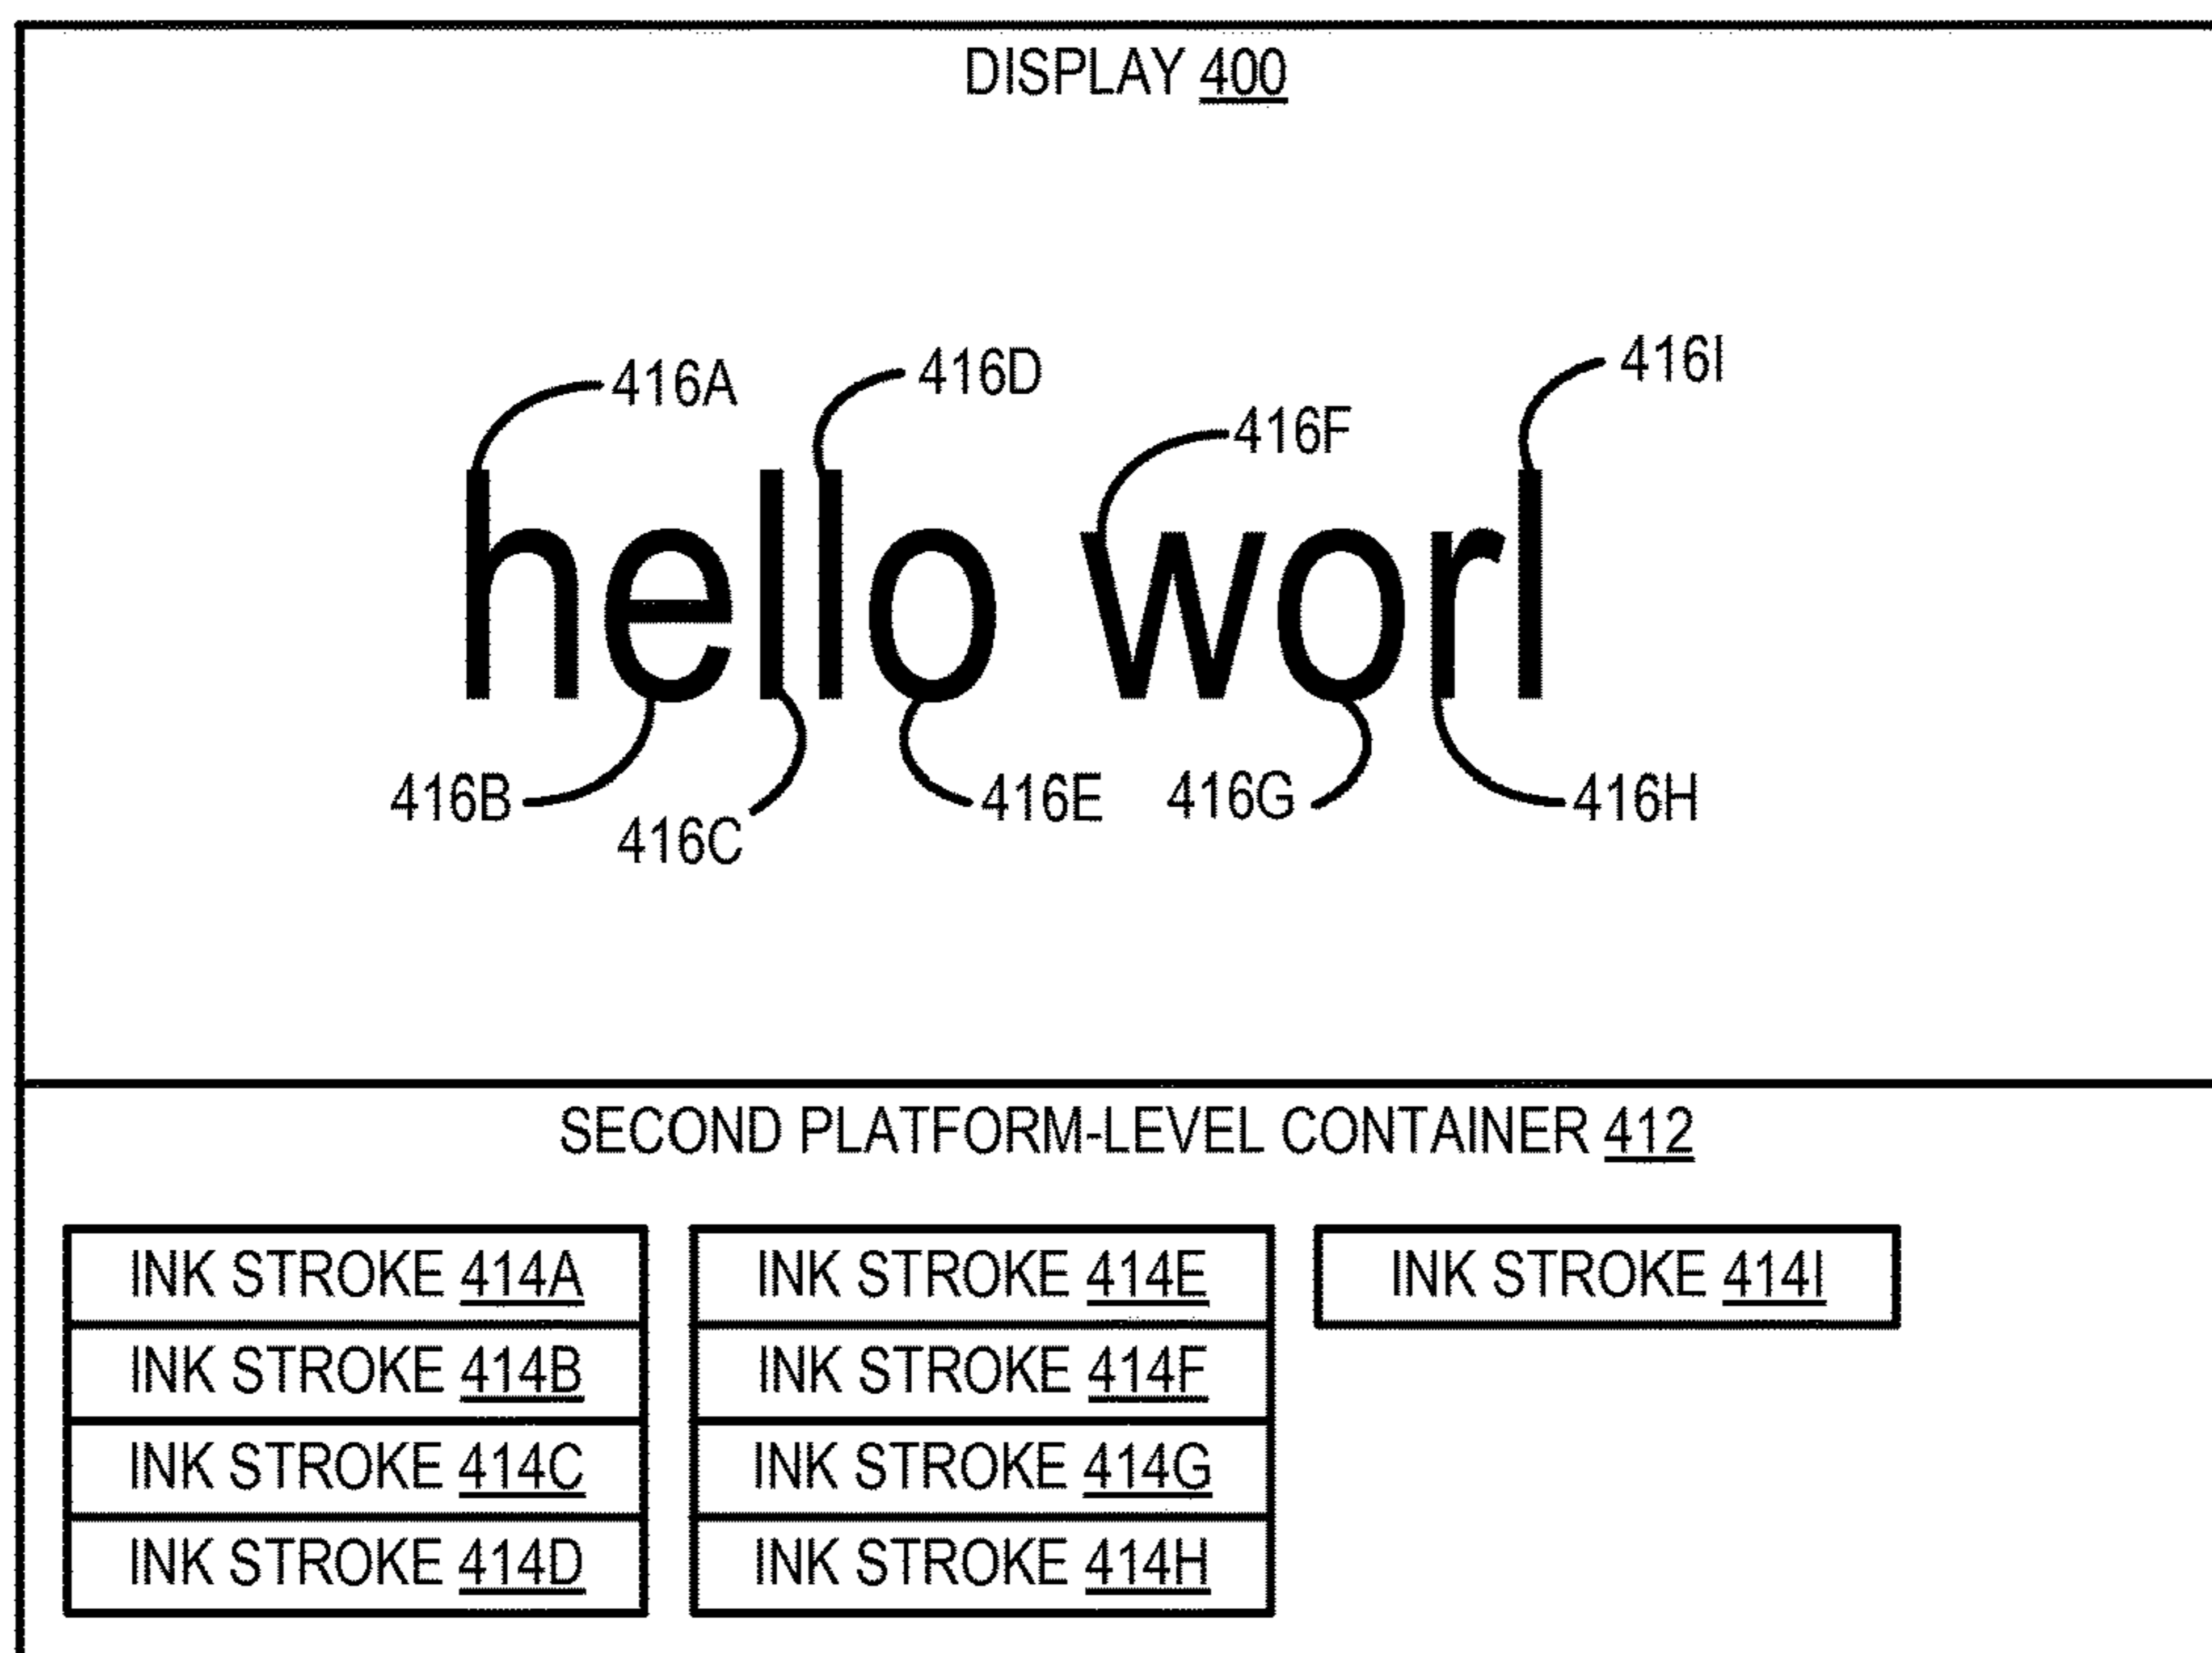 DISPLAY 400
416A 416D 416F 416I
hello worl
416B 416C 416E 416G 416H
SECOND PLATFORM-LEVEL CONTAINER 412
INK STROKE 414A INK STROKE 414E INK STROKE 414I
INK STROKE 414B INK STROKE 414F
INK STROKE 414C INK STROKE 414G
INK STROKE 414D INK STROKE 414H